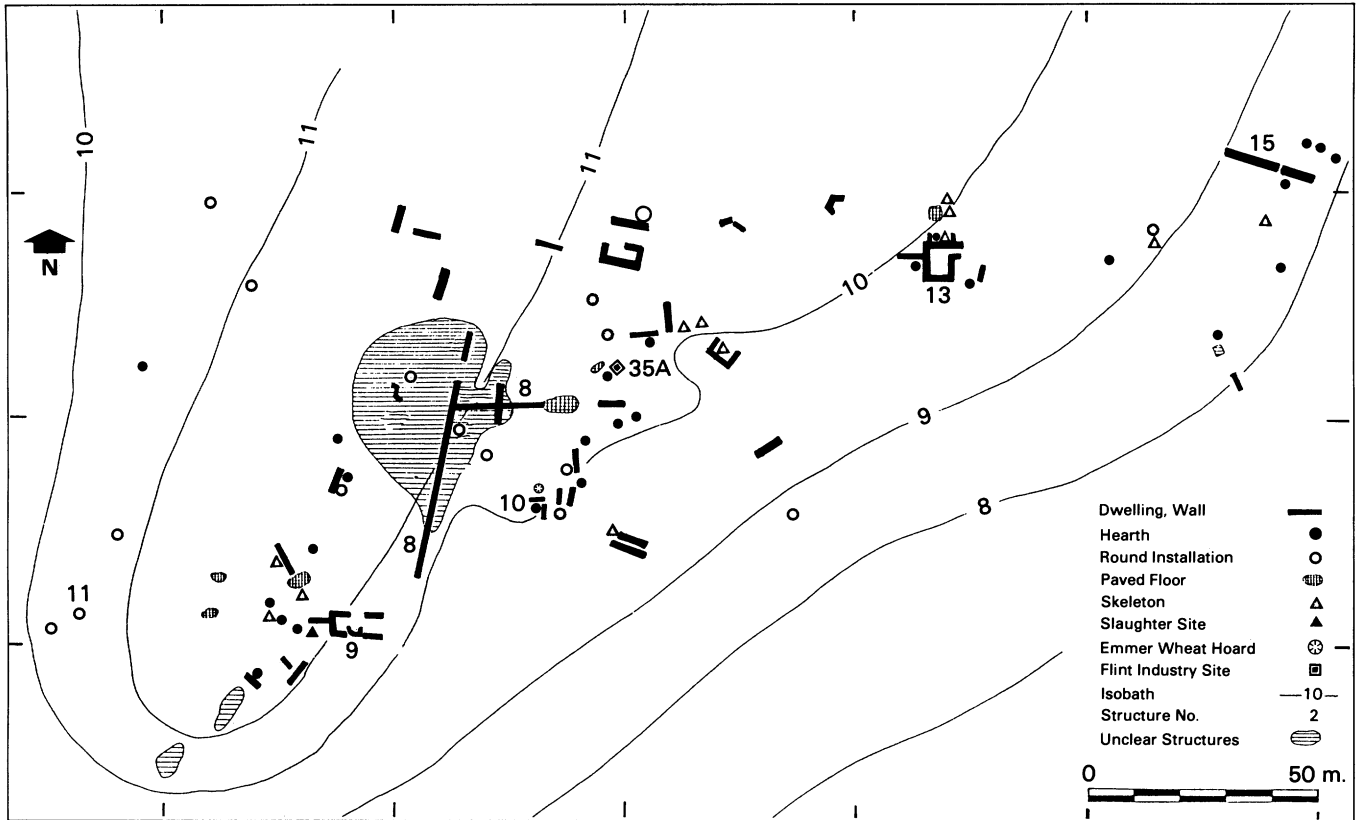 10
11
11
15
N
10
13
8
35A
9
10
8
8
11
9
Dwelling, Wall
Hearth
Round Installation
Paved Floor
Skeleton
Slaughter Site
Emmer Wheat Hoard
Flint Industry Site
Isobath 10
Structure No. 2
Unclear Structures
0 50 m.